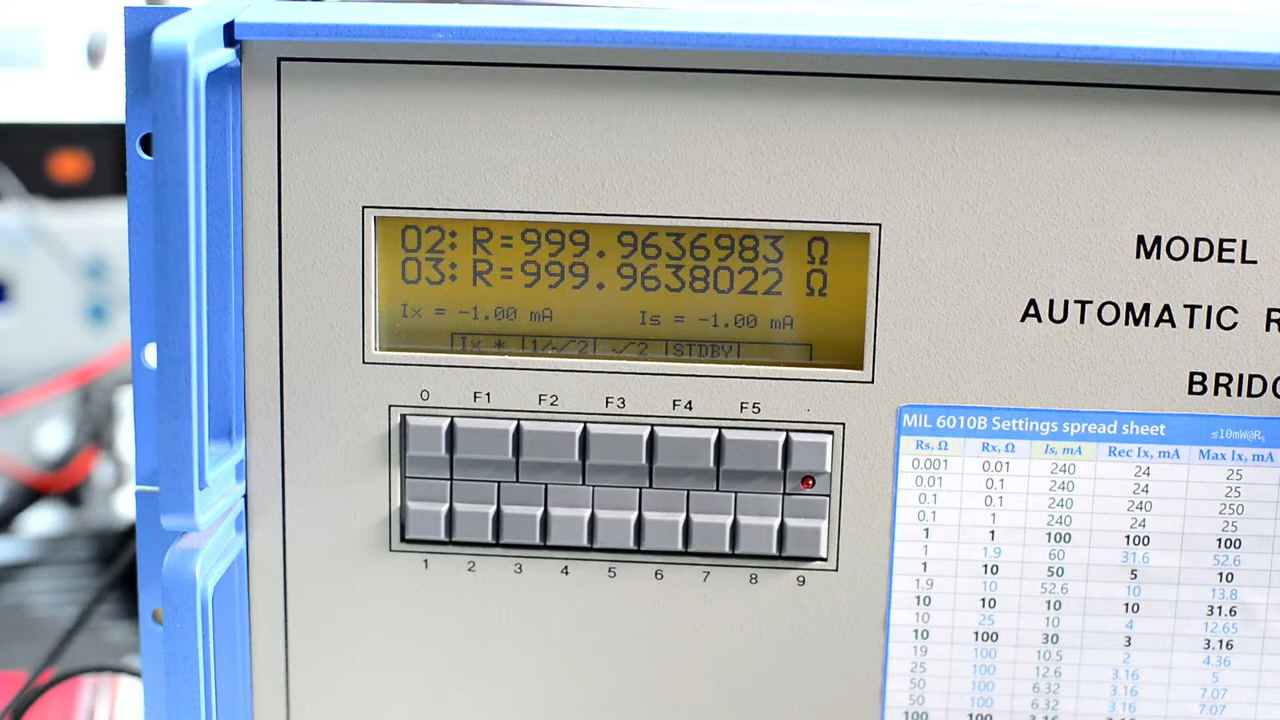 02: R=999.9636983 Ω
03: R=999.9638022 Ω
Ix = -1.00 mA Is = -1.00 mA
Ix * 1/√2 √2 STDBY
0 F1 F2 F3 F4 F5 .
1 2 3 4 5 6 7 8 9
MODEL
AUTOMATIC
MIL 6010B Settings spread sheet ≤10mW@Rs
Rs, Ω Rx, Ω Is, mA Rec Ix, mA Max Ix, mA
0.001 0.01 240 24 25
0.01 0.1 240 24 25
0.1 0.1 240 240 250
0.1 1 240 24 25
1 1 100 100 100
1 1.9 60 31.6 52.6
1 10 50 5 10
1.9 10 52.6 10 13.8
10 10 10 10 31.6
10 25 10 4 12.65
10 100 30 3 3.16
19 100 10.5 2 4.36
25 100 12.6 3.16 5
50 50 6.32 3.16 7.07
50 100 6.32 3.16 7.07
100 100 3.16